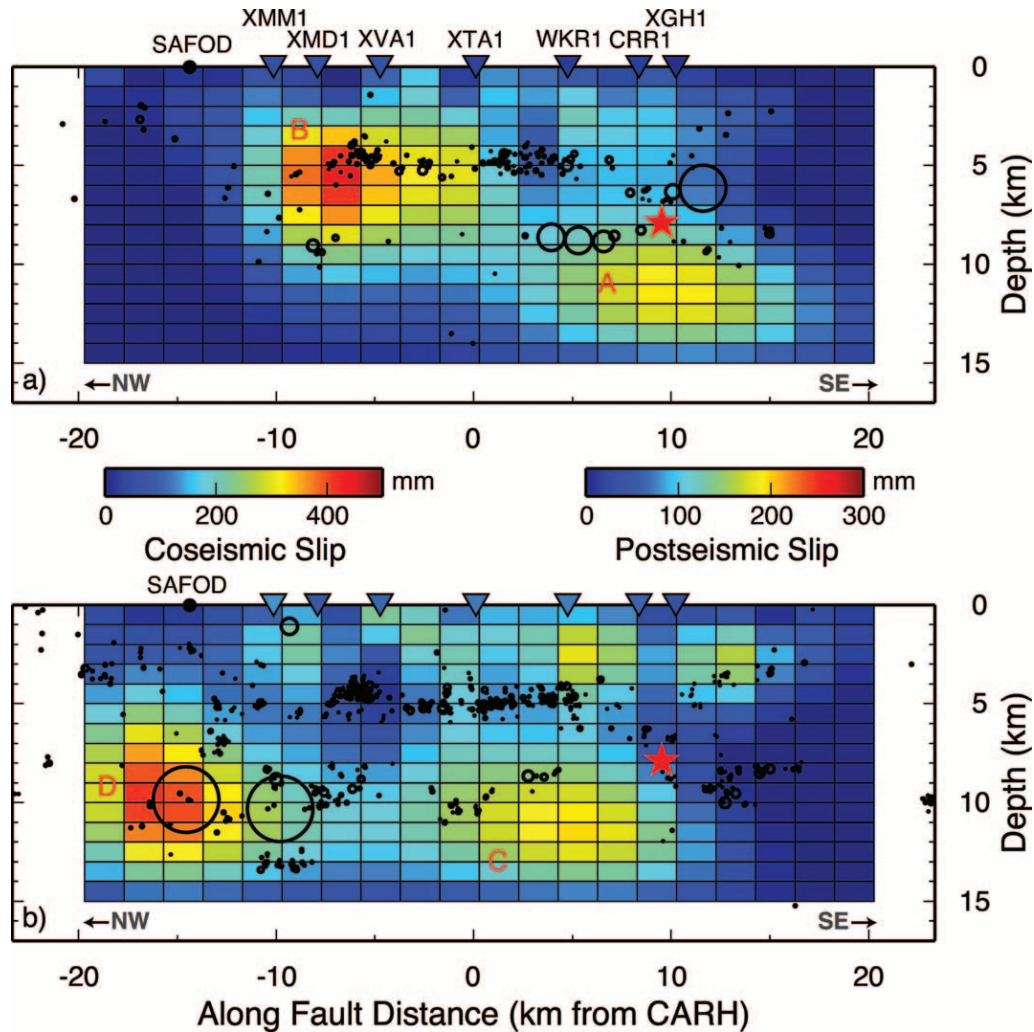 XMM1 XGH1
SAFOD XMD1 XVA1 XTA1 WKR1 CRR1
B
A
0
5
10
15
Depth (km)
a) ←NW SE→
-20 -10 0 10 20
mm mm
0 200 400 0 100 200 300
Coseismic Slip Postseismic Slip
SAFOD
D
C
0
5
10
15
Depth (km)
b) ←NW SE→
-20 -10 0 10 20
Along Fault Distance (km from CARH)